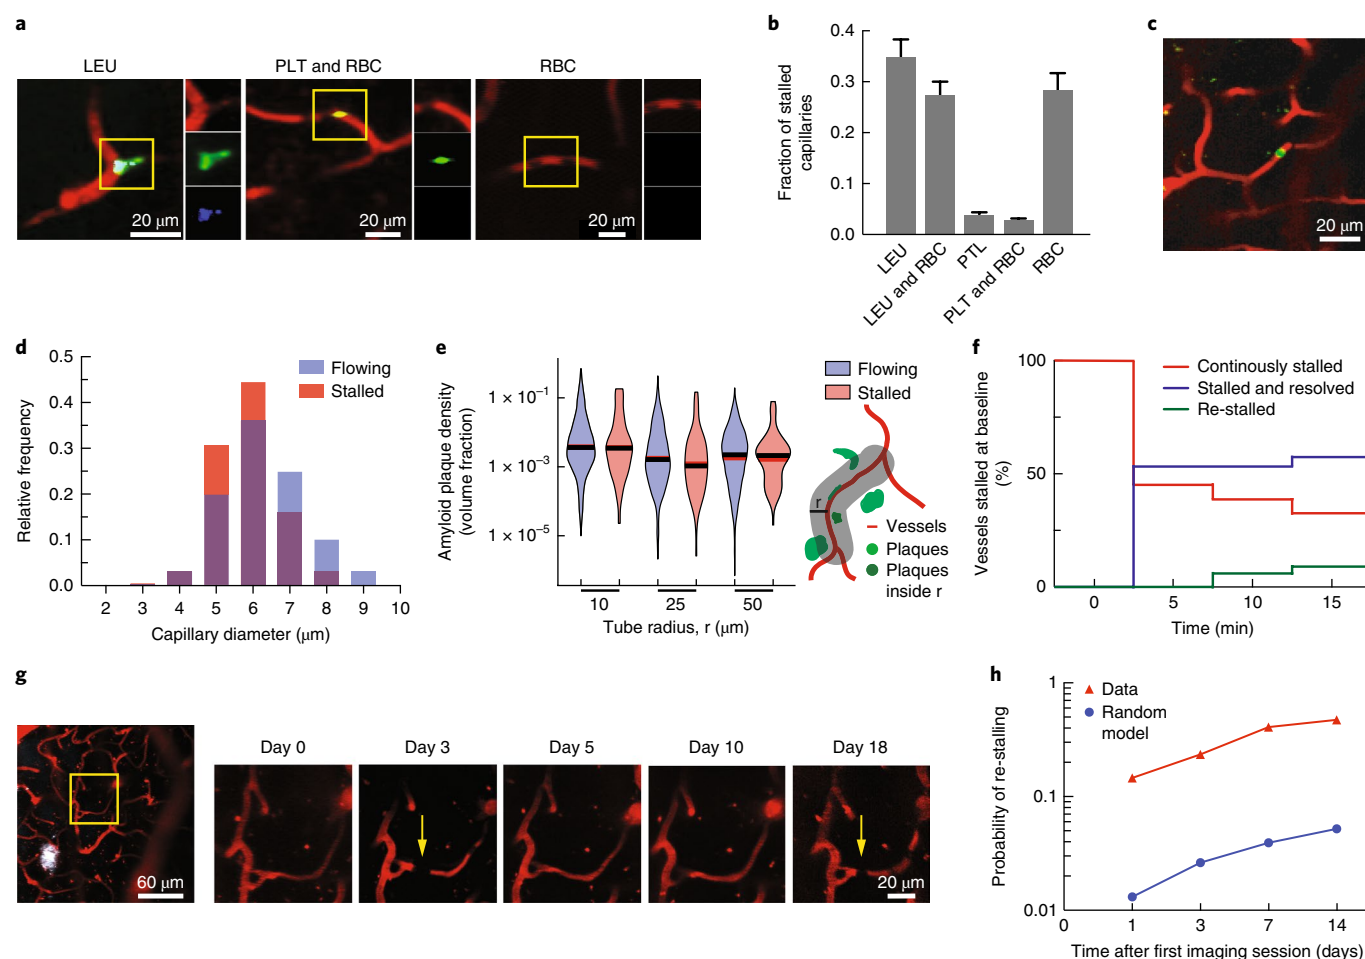 a
LEU
PLT and RBC
RBC
20 μm
20 μm
20 μm
b
Fraction of stalled
capillaries
0.4
0.3
0.2
0.1
0.0
LEU
LEU and RBC
PTL
PLT and RBC
RBC
c
20 μm
d
Relative frequency
0.5
0.4
0.3
0.2
0.1
0.0
Flowing
Stalled
2 3 4 5 6 7 8 9 10
Capillary diameter (μm)
e
Amyloid plaque density
(volume fraction)
1 × 10⁻¹
1 × 10⁻³
1 × 10⁻⁵
10 25 50
Tube radius, r (μm)
Flowing
Stalled
r
Vessels
Plaques
Plaques
inside r
f
Vessels stalled at baseline
(%)
100
50
0
Continously stalled
Stalled and resolved
Re-stalled
0 5 10 15
Time (min)
g
60 μm
Day 0
Day 3
Day 5
Day 10
Day 18
20 μm
h
Probability of re-stalling
1
0.1
0.01
Data
Random
model
0 1 3 7 14
Time after first imaging session (days)